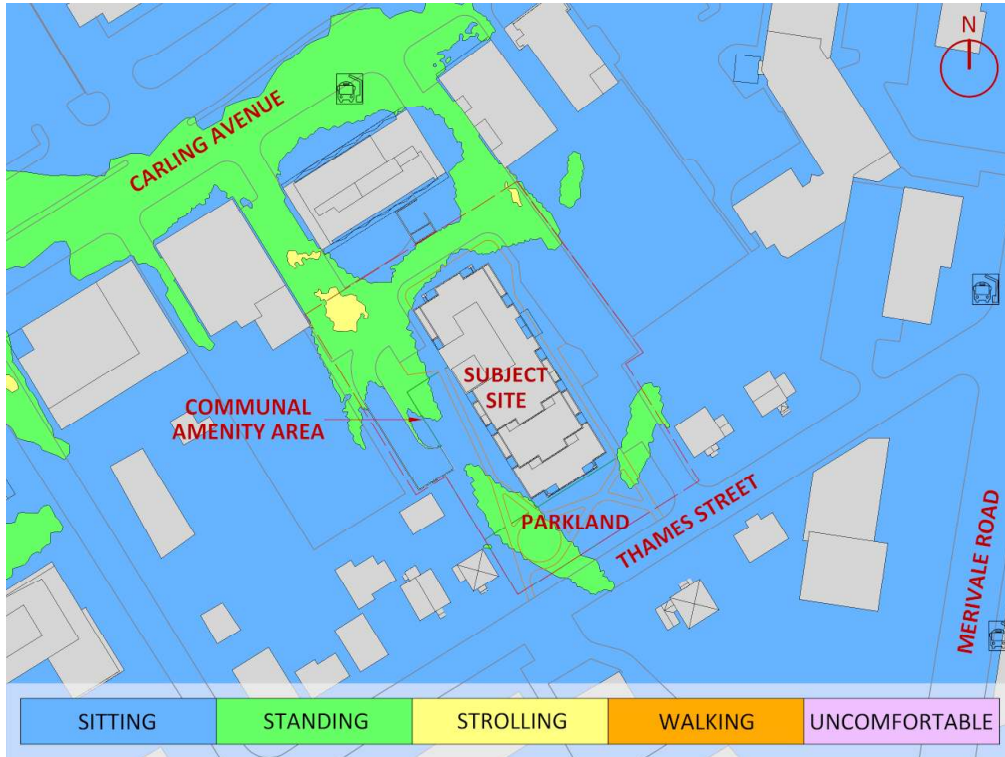 N
CARLING AVENUE
SUBJECT
SITE
COMMUNAL
AMENITY AREA
PARKLAND
THAMES STREET
MERIVALE ROAD
SITTING
STANDING
STROLLING
WALKING
UNCOMFORTABLE